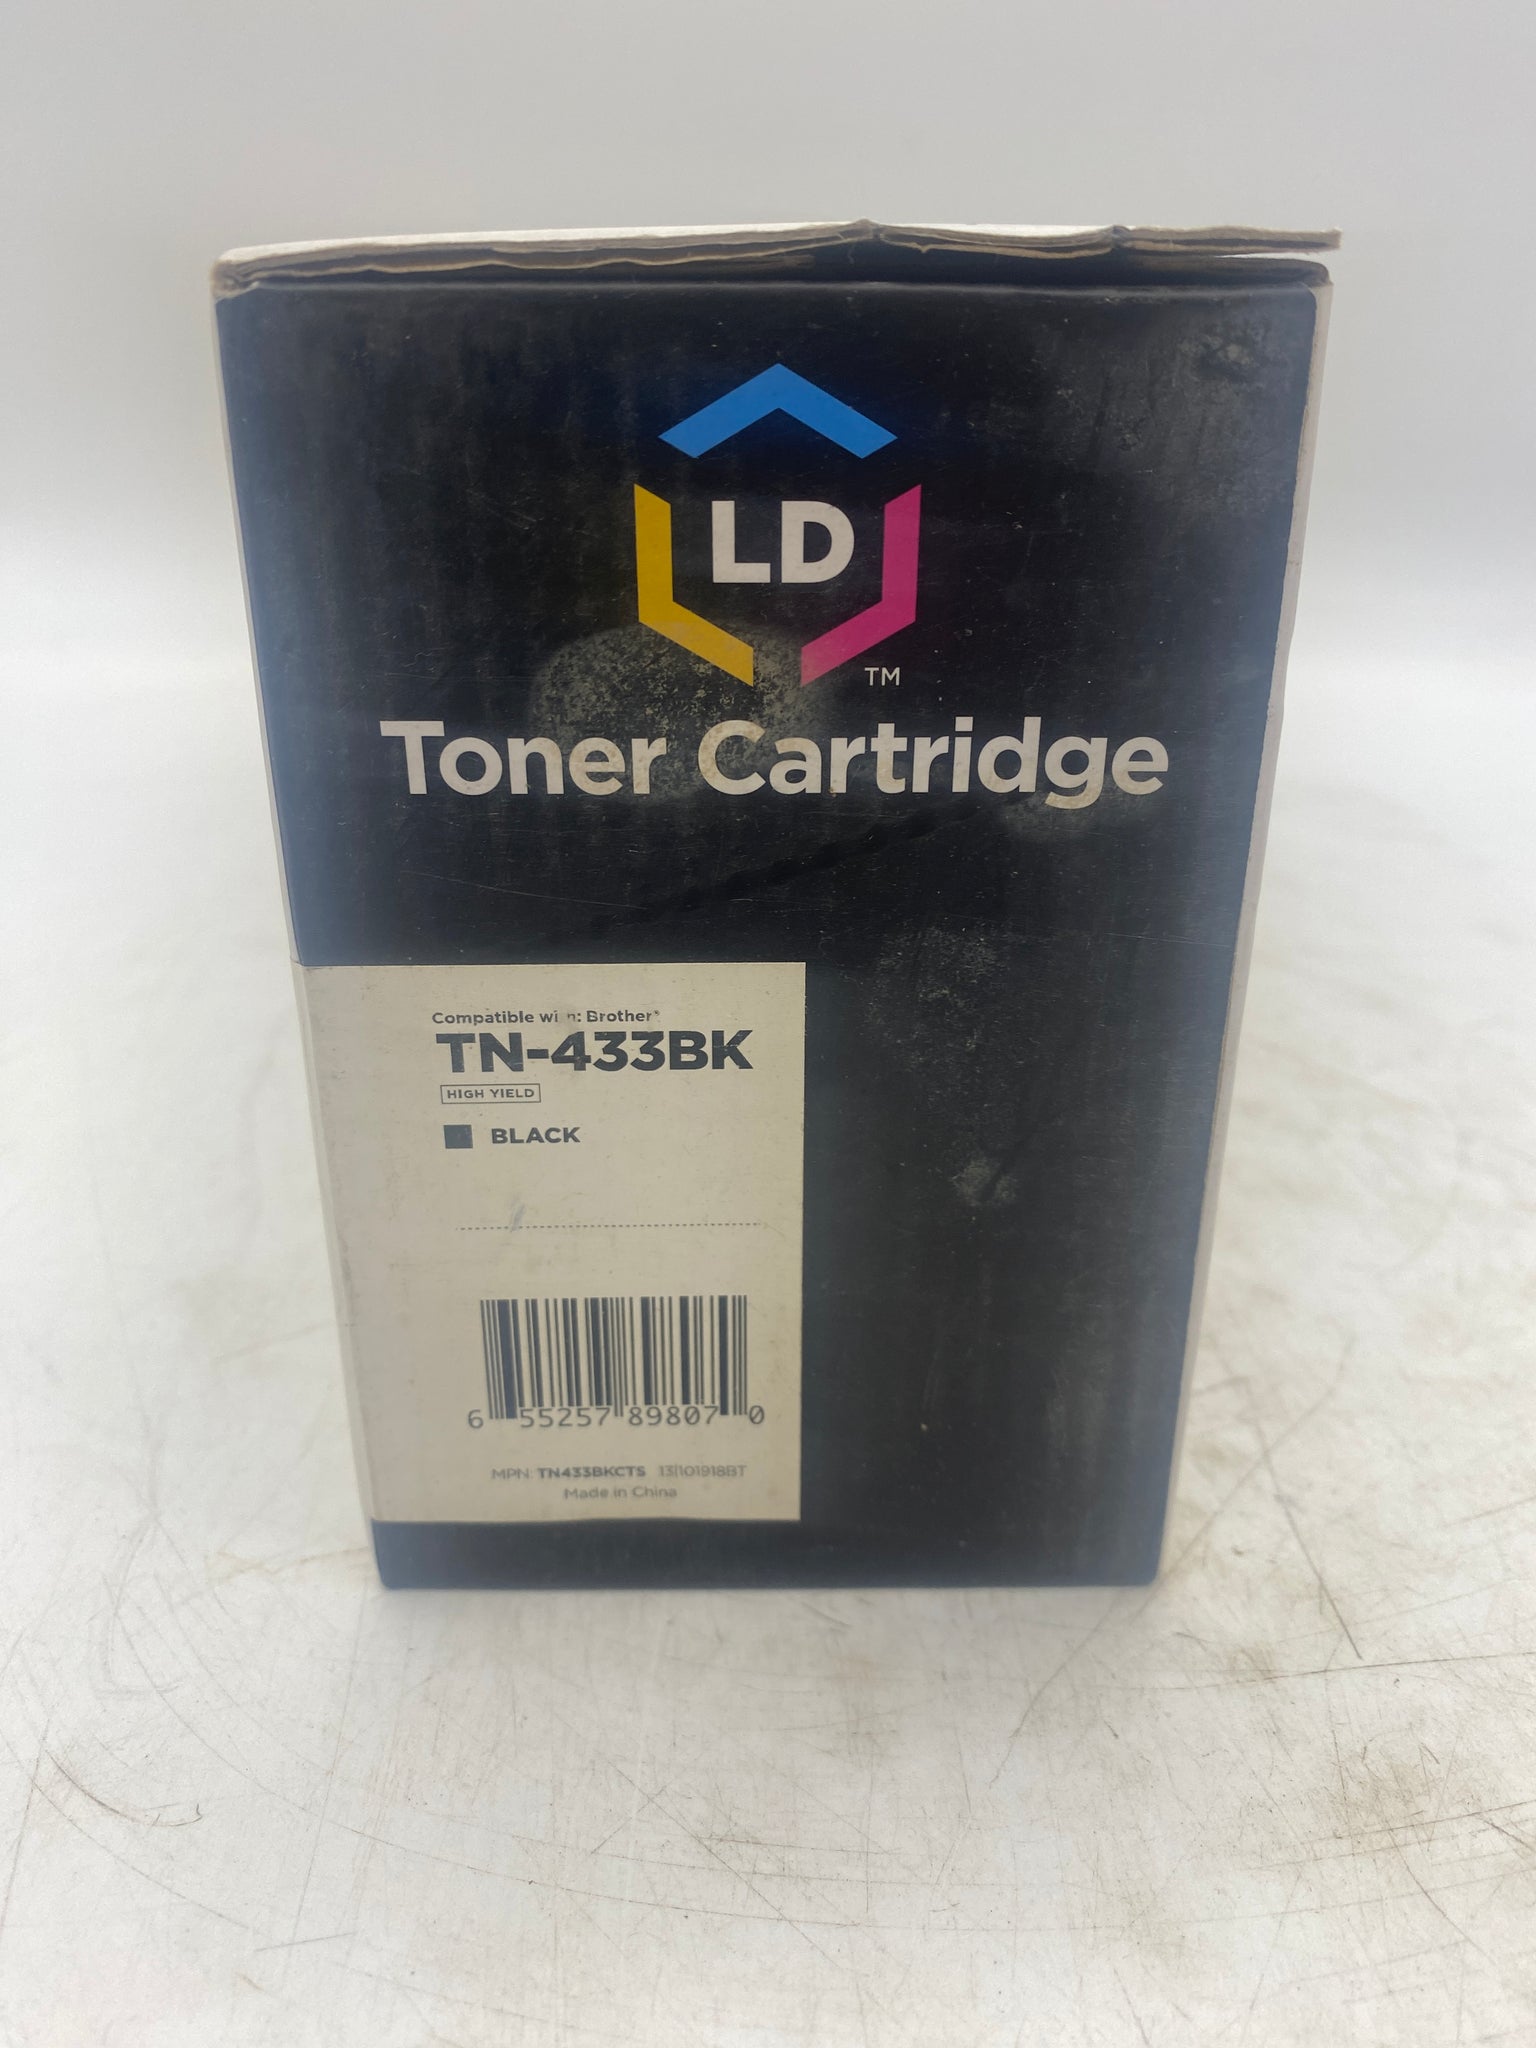 LD
TM
Toner Cartridge
Compatible with: Brother®
TN-433BK
HIGH YIELD
BLACK
6 55257 89807 0
MPN: TN433BKCTS 131101918BT
Made in China